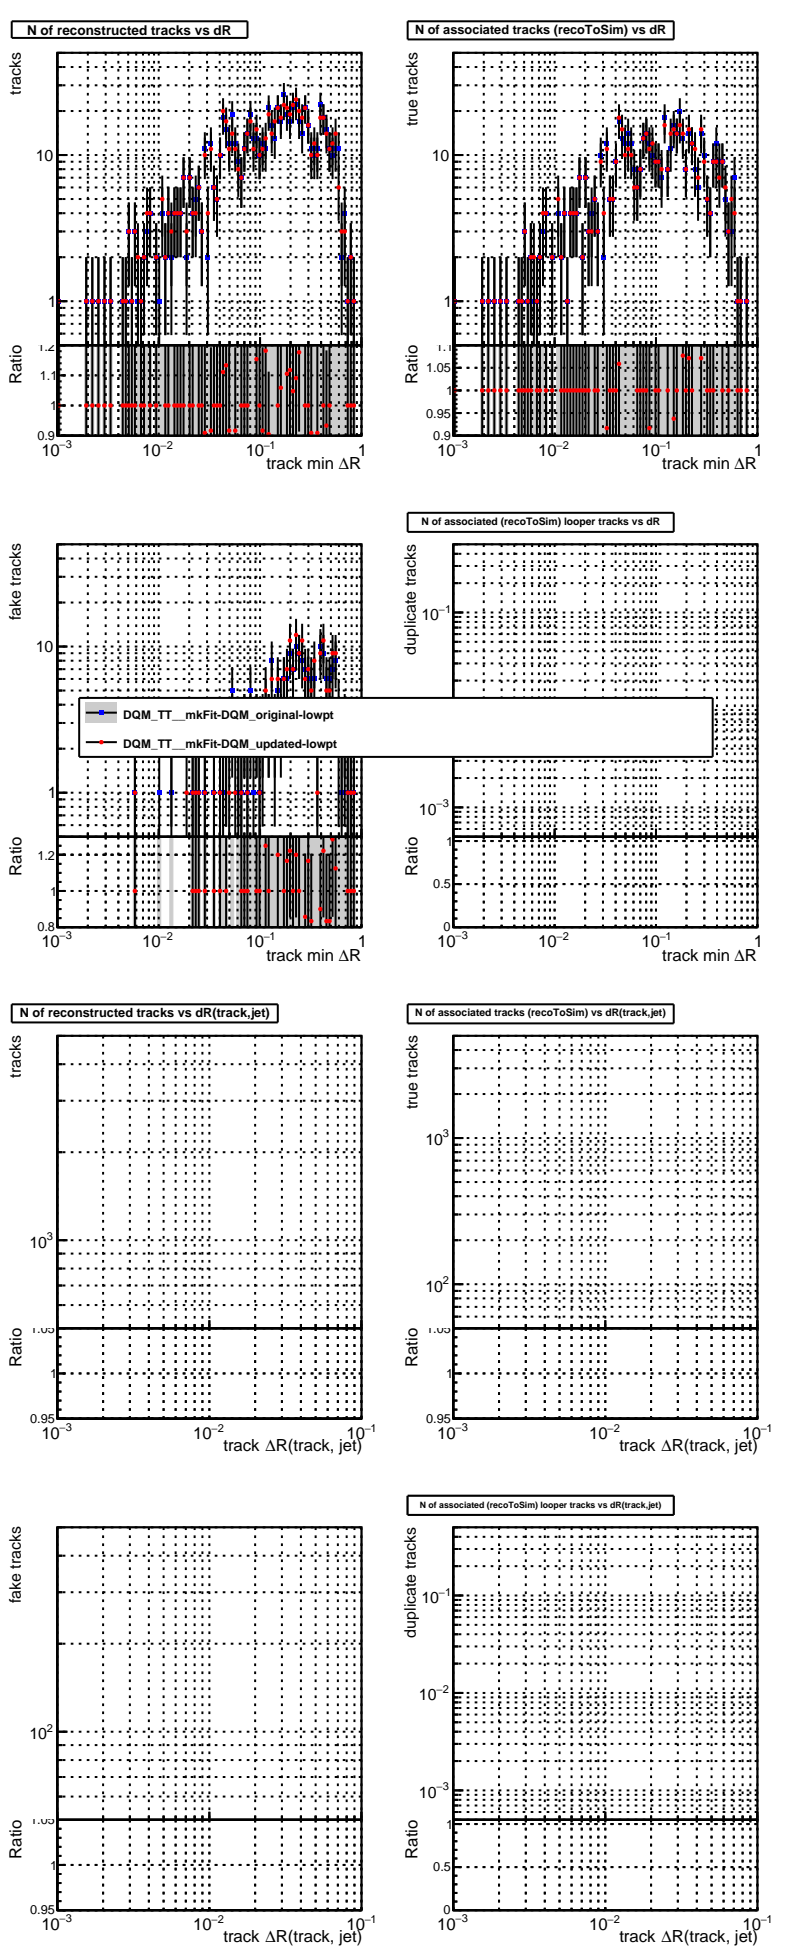 N of reconstructed tracks vs dR
N of associated tracks (recoToSim) vs dR
tracks
10
1
Ratio
1.2
1.1
1
0.9
10⁻³ 10⁻² 10⁻¹ 1
track min ΔR
true tracks
10
1
Ratio
1.1
1.05
1
0.95
0.9
10⁻³ 10⁻² 10⁻¹ 1
track min ΔR
N of associated (recoToSim) looper tracks vs dR
fake tracks
10
1
Ratio
1.2
1
0.8
10⁻³ 10⁻² 10⁻¹ 1
track min ΔR
duplicate tracks
10⁻¹
10⁻³
Ratio
1
0.5
0
10⁻³ 10⁻² 10⁻¹ 1
track min ΔR
DQM_TT__mkFit-DQM_original-lowpt
DQM_TT__mkFit-DQM_updated-lowpt
N of reconstructed tracks vs dR(track,jet)
N of associated tracks (recoToSim) vs dR(track,jet)
tracks
10³
Ratio
1.05
1
0.95
10⁻³ 10⁻² 10⁻¹
track ΔR(track, jet)
true tracks
10³
10²
Ratio
1.05
1
0.95
10⁻³ 10⁻² 10⁻¹
track ΔR(track, jet)
N of associated (recoToSim) looper tracks vs dR(track,jet)
fake tracks
10²
Ratio
1.05
1
0.95
10⁻³ 10⁻² 10⁻¹
track ΔR(track, jet)
duplicate tracks
10⁻¹
10⁻²
10⁻³
Ratio
1
0.5
0
10⁻³ 10⁻² 10⁻¹
track ΔR(track, jet)